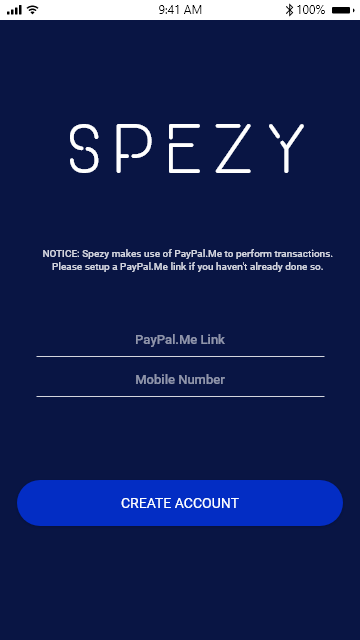 9:41 AM 100%
SPEZY
NOTICE: Spezy makes use of PayPal.Me to perform transactions.
Please setup a PayPal.Me link if you haven't already done so.
PayPal.Me Link
Mobile Number
CREATE ACCOUNT